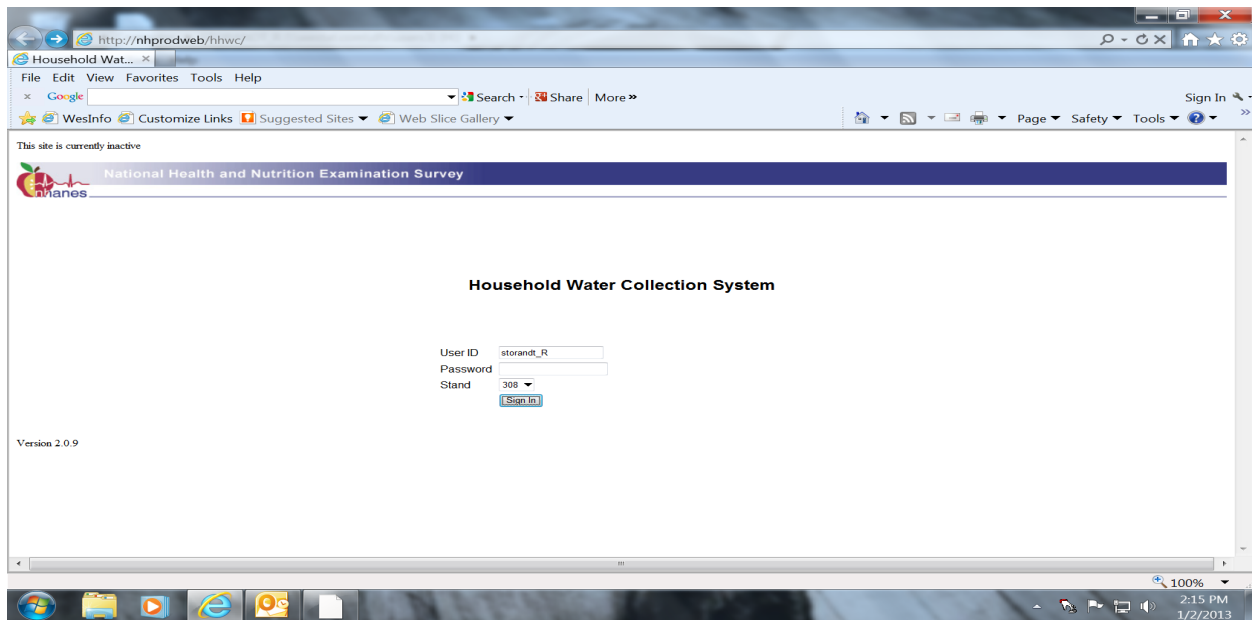 http://nhprodweb/hhwc/
Household Wat...
File Edit View Favorites Tools Help
Google Search Share More »
Sign In
WesInfo Customize Links Suggested Sites Web Slice Gallery Page Safety Tools
This site is currently inactive
National Health and Nutrition Examination Survey
nhanes
Household Water Collection System
User ID storandt_R
Password
Stand 308
Sign In
Version 2.0.9
100%
2:15 PM
1/2/2013